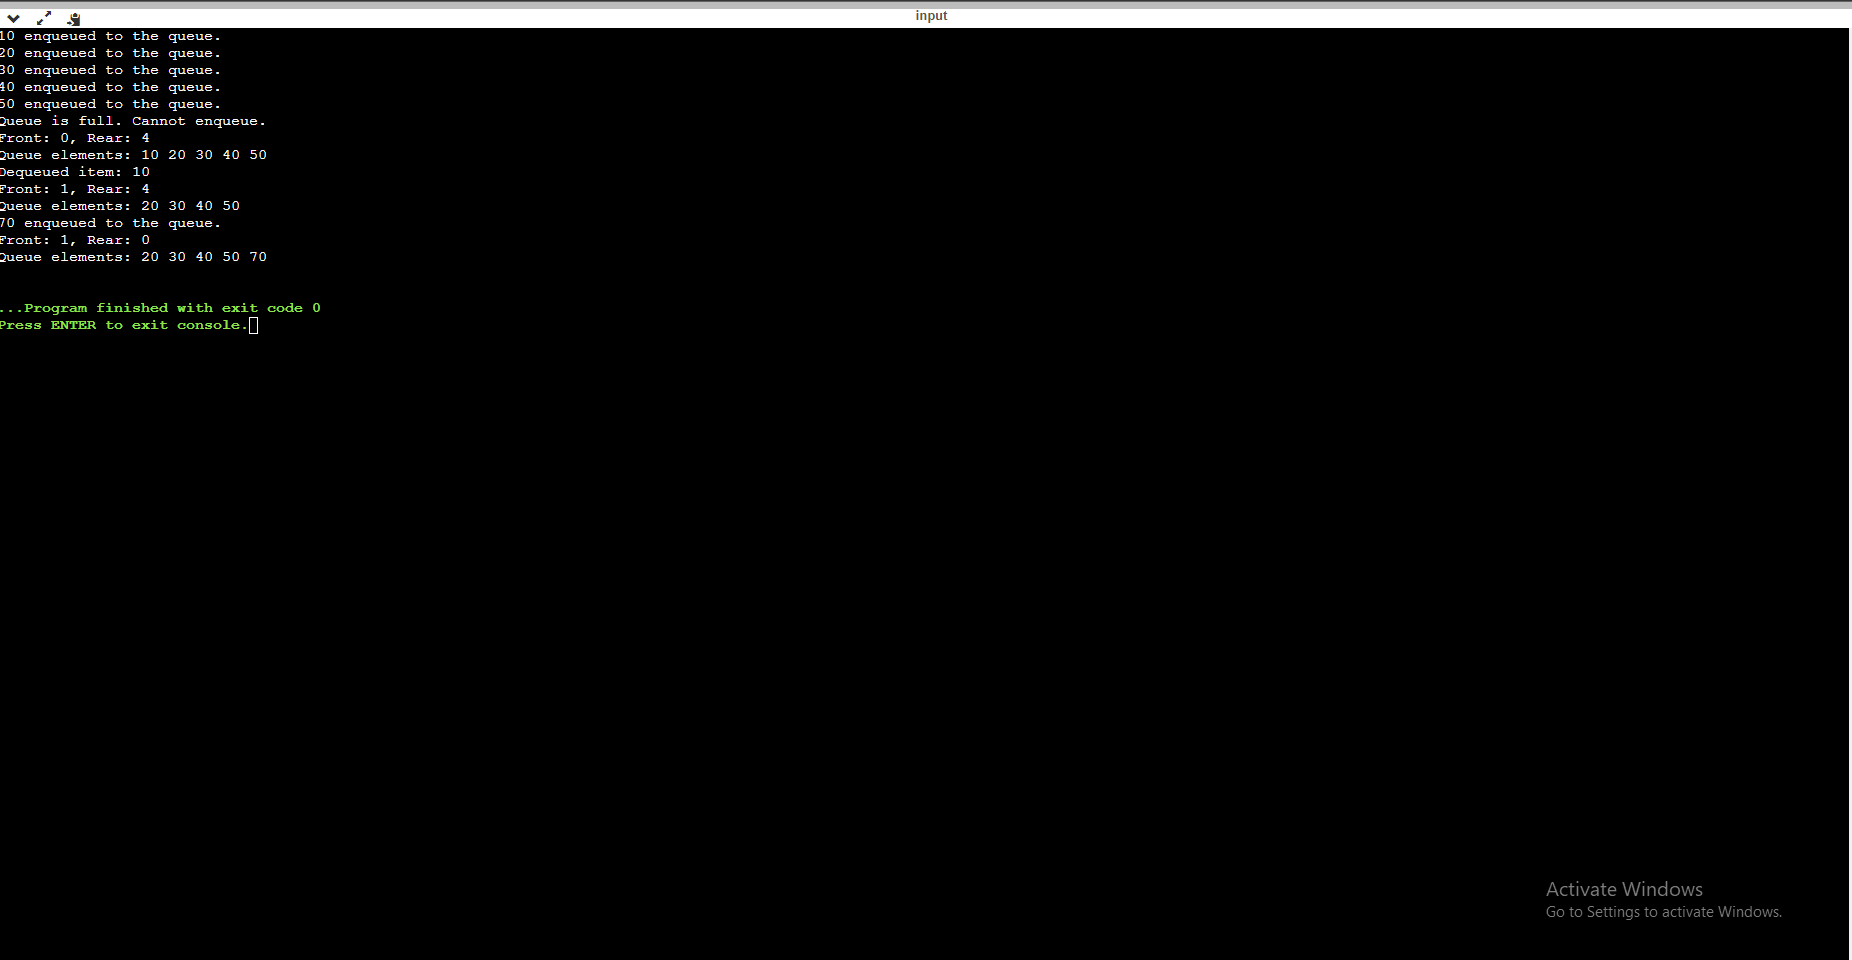 input
10 enqueued to the queue.
20 enqueued to the queue.
30 enqueued to the queue.
40 enqueued to the queue.
50 enqueued to the queue.
Queue is full. Cannot enqueue.
Front: 0, Rear: 4
Queue elements: 10 20 30 40 50
Dequeued item: 10
Front: 1, Rear: 4
Queue elements: 20 30 40 50
70 enqueued to the queue.
Front: 1, Rear: 0
Queue elements: 20 30 40 50 70
...Program finished with exit code 0
Press ENTER to exit console.
Activate Windows
Go to Settings to activate Windows.